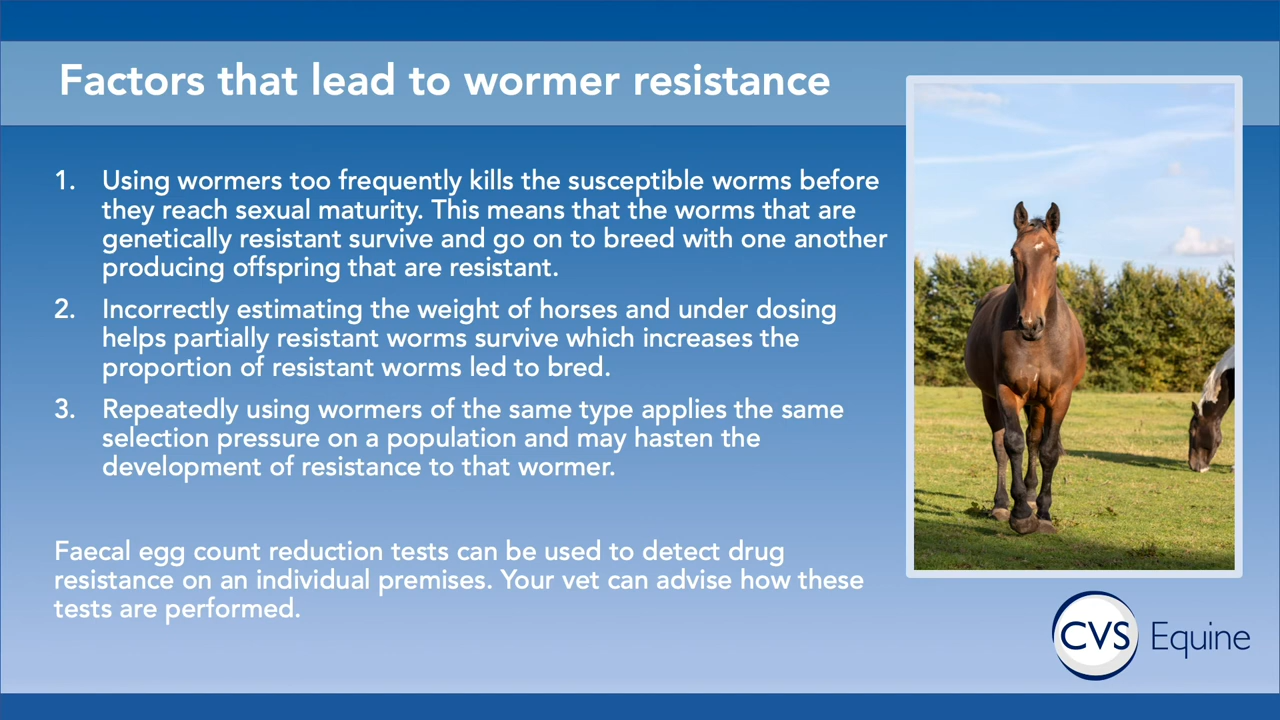 Factors that lead to wormer resistance
1. Using wormers too frequently kills the susceptible worms before
they reach sexual maturity. This means that the worms that are
genetically resistant survive and go on to breed with one another
producing offspring that are resistant.
2. Incorrectly estimating the weight of horses and under dosing
helps partially resistant worms survive which increases the
proportion of resistant worms led to bred.
3. Repeatedly using wormers of the same type applies the same
selection pressure on a population and may hasten the
development of resistance to that wormer.
Faecal egg count reduction tests can be used to detect drug
resistance on an individual premises. Your vet can advise how these
tests are performed.
CVS Equine